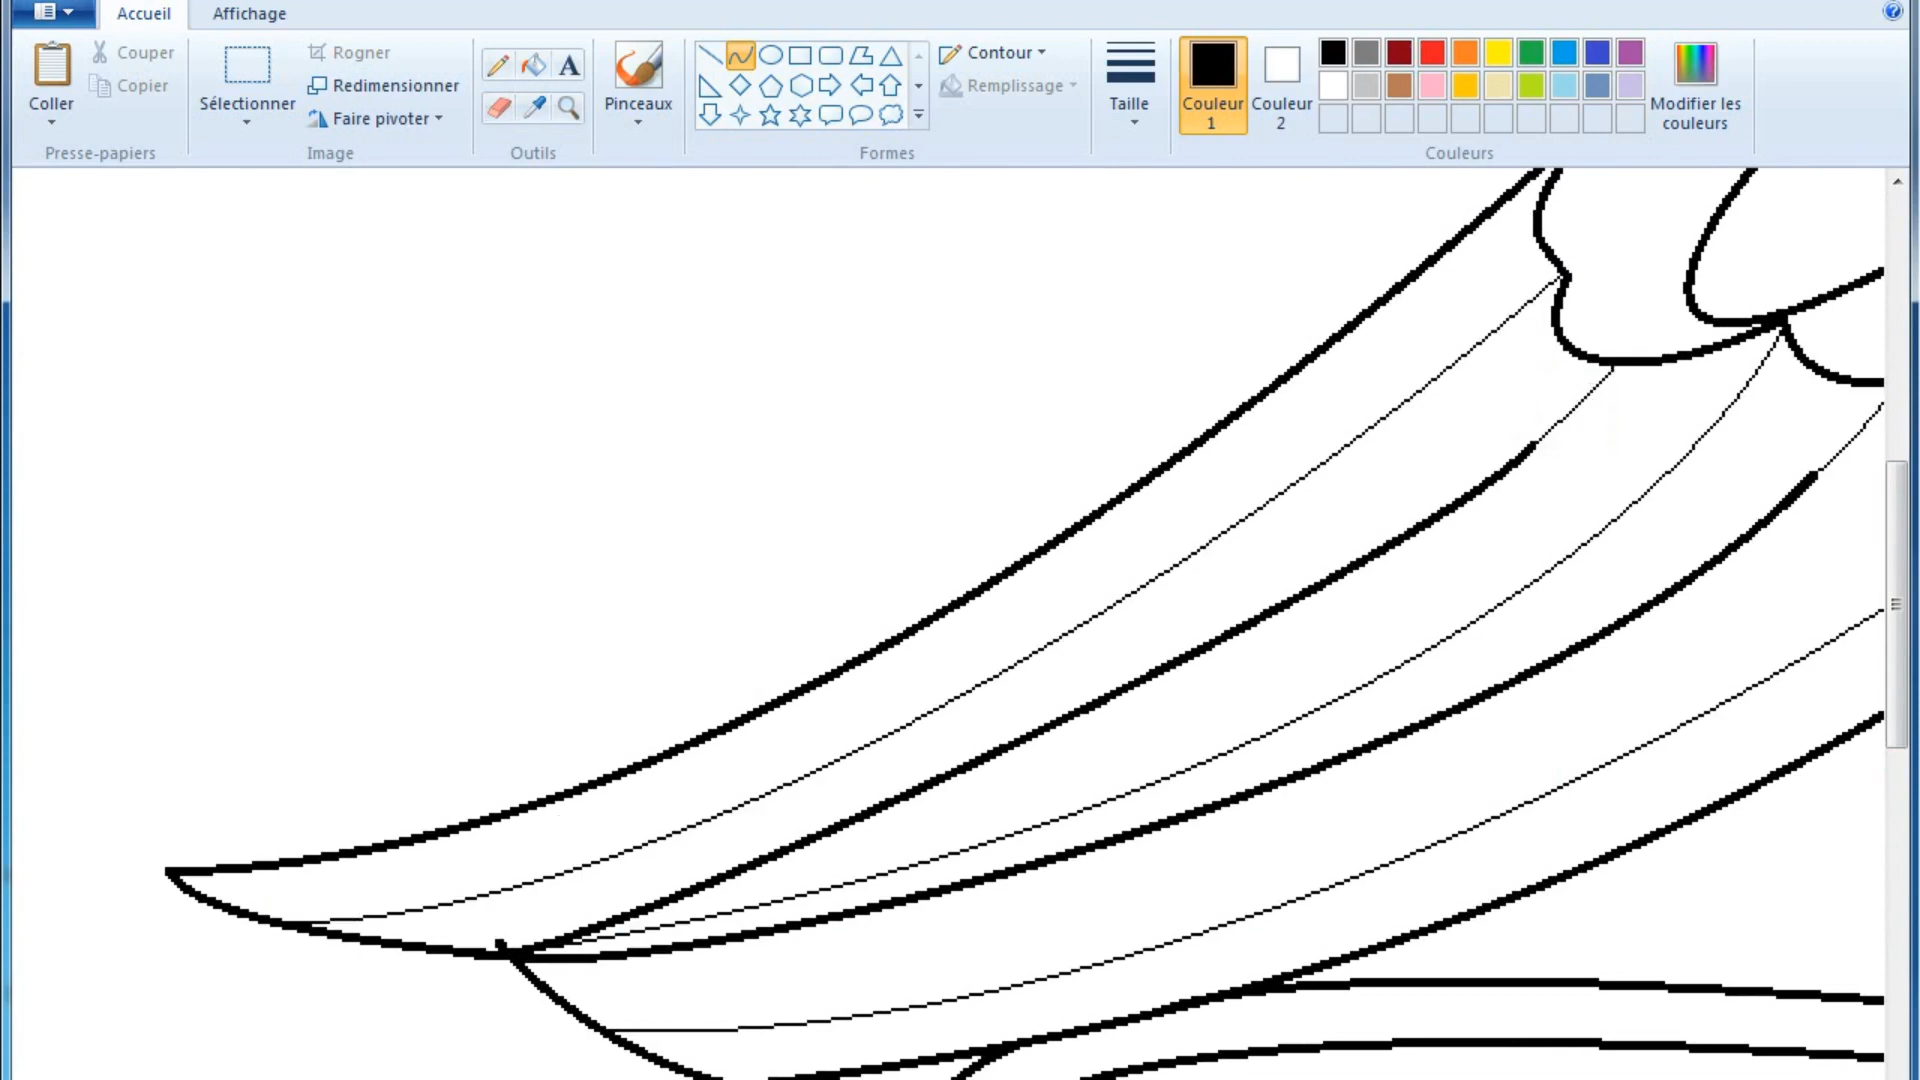 Accueil Affichage
Coller
Couper
Copier
Presse-papiers
Sélectionner
Rogner
Redimensionner
Faire pivoter
Image
A
Outils
Pinceaux
Contour
Remplissage
Formes
Taille
Couleur
1
Couleur
2
Modifier les
couleurs
Couleurs